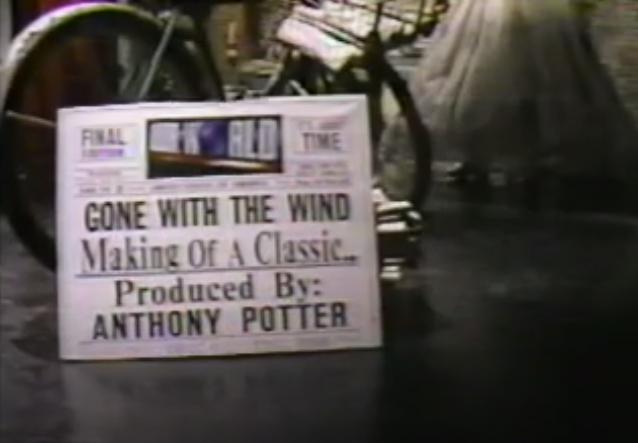 FINAL
TIME
GONE WITH THE WIND
Making Of A Classic...
Produced By:
ANTHONY POTTER